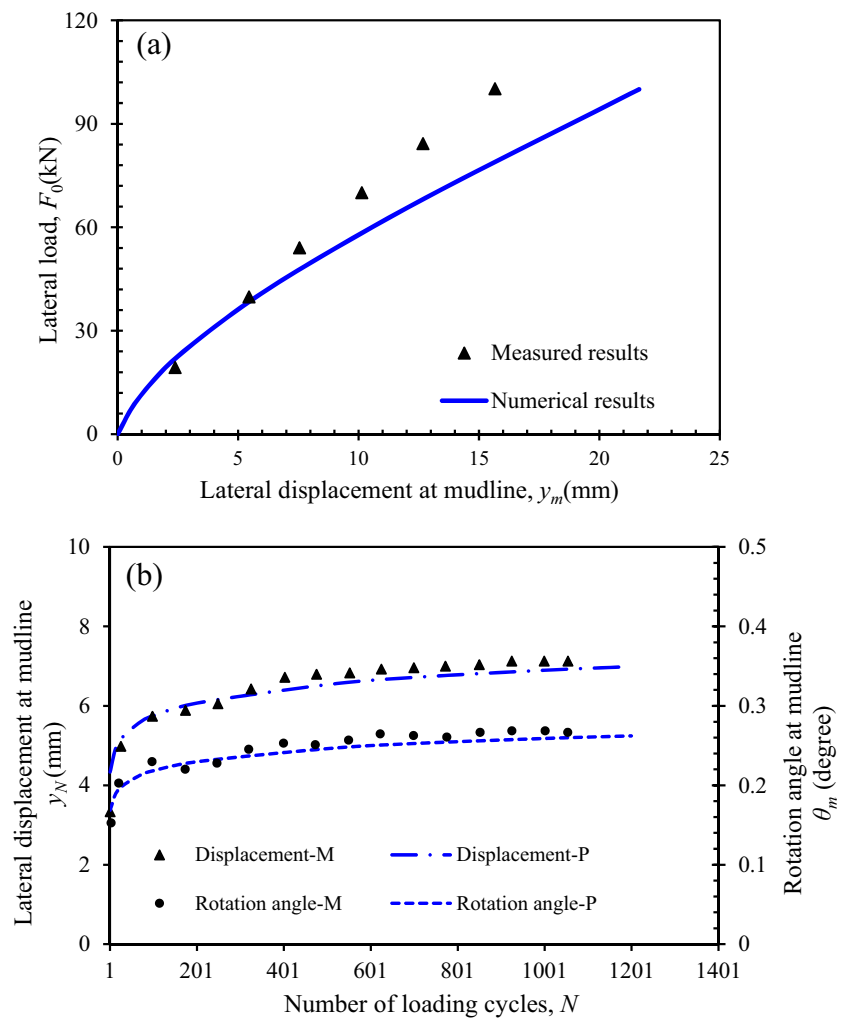 (a)
120
90
60
30
0
Lateral load, F0(kN)
Measured results
Numerical results
0 5 10 15 20 25
Lateral displacement at mudline, ym(mm)
(b)
10
8
6
4
2
0
Lateral displacement at mudline
yN(mm)
0.5
0.4
0.3
0.2
0.1
0
Rotation angle at mudline
θm (degree)
Displacement-M Displacement-P
Rotation angle-M Rotation angle-P
1 201 401 601 801 1001 1201 1401
Number of loading cycles, N